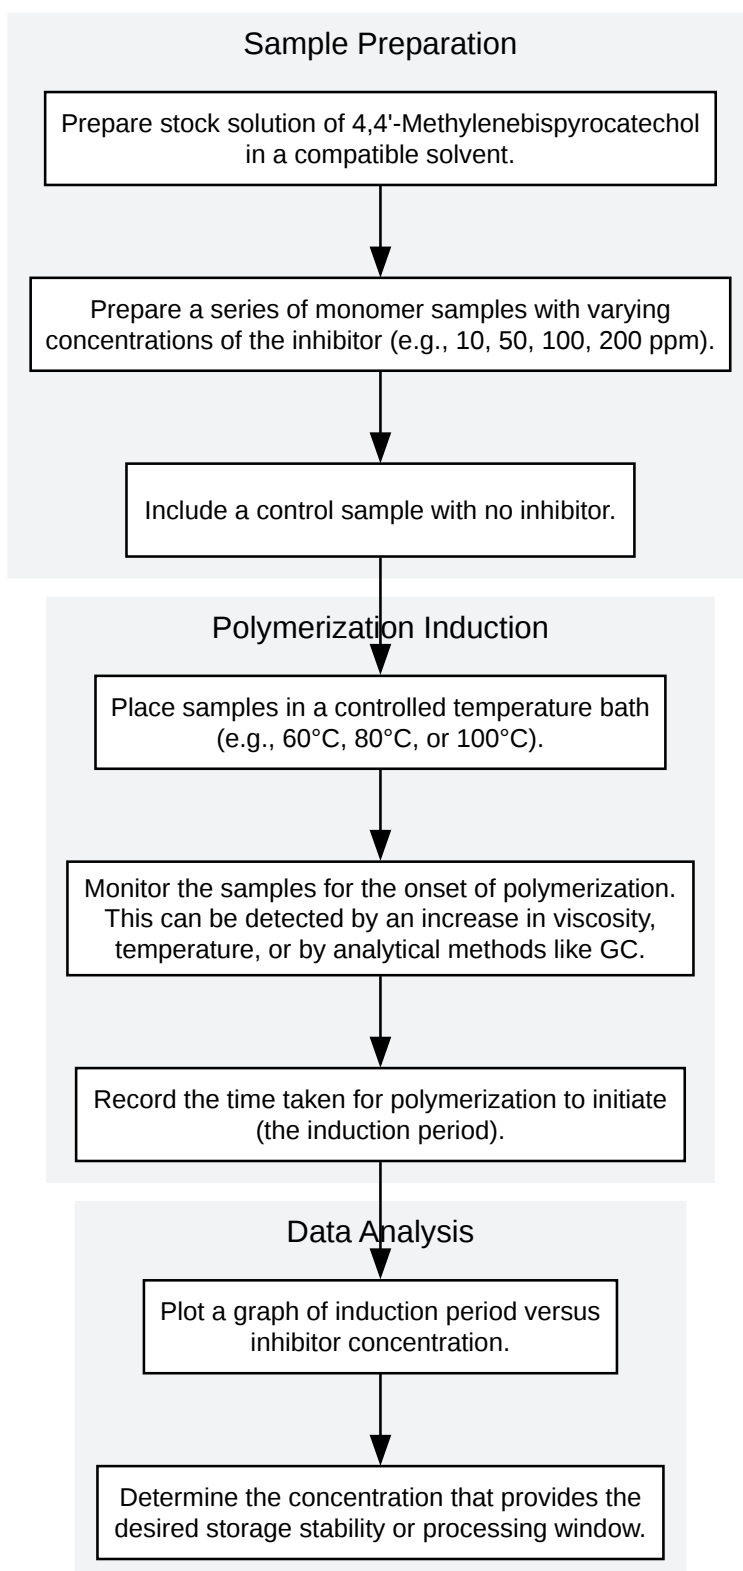 Sample Preparation
Prepare stock solution of 4,4'-Methylenebispyrocatechol
in a compatible solvent.
Prepare a series of monomer samples with varying
concentrations of the inhibitor (e.g., 10, 50, 100, 200 ppm).
Include a control sample with no inhibitor.
Polymerization Induction
Place samples in a controlled temperature bath
(e.g., 60°C, 80°C, or 100°C).
Monitor the samples for the onset of polymerization.
This can be detected by an increase in viscosity,
temperature, or by analytical methods like GC.
Record the time taken for polymerization to initiate
(the induction period).
Data Analysis
Plot a graph of induction period versus
inhibitor concentration.
Determine the concentration that provides the
desired storage stability or processing window.